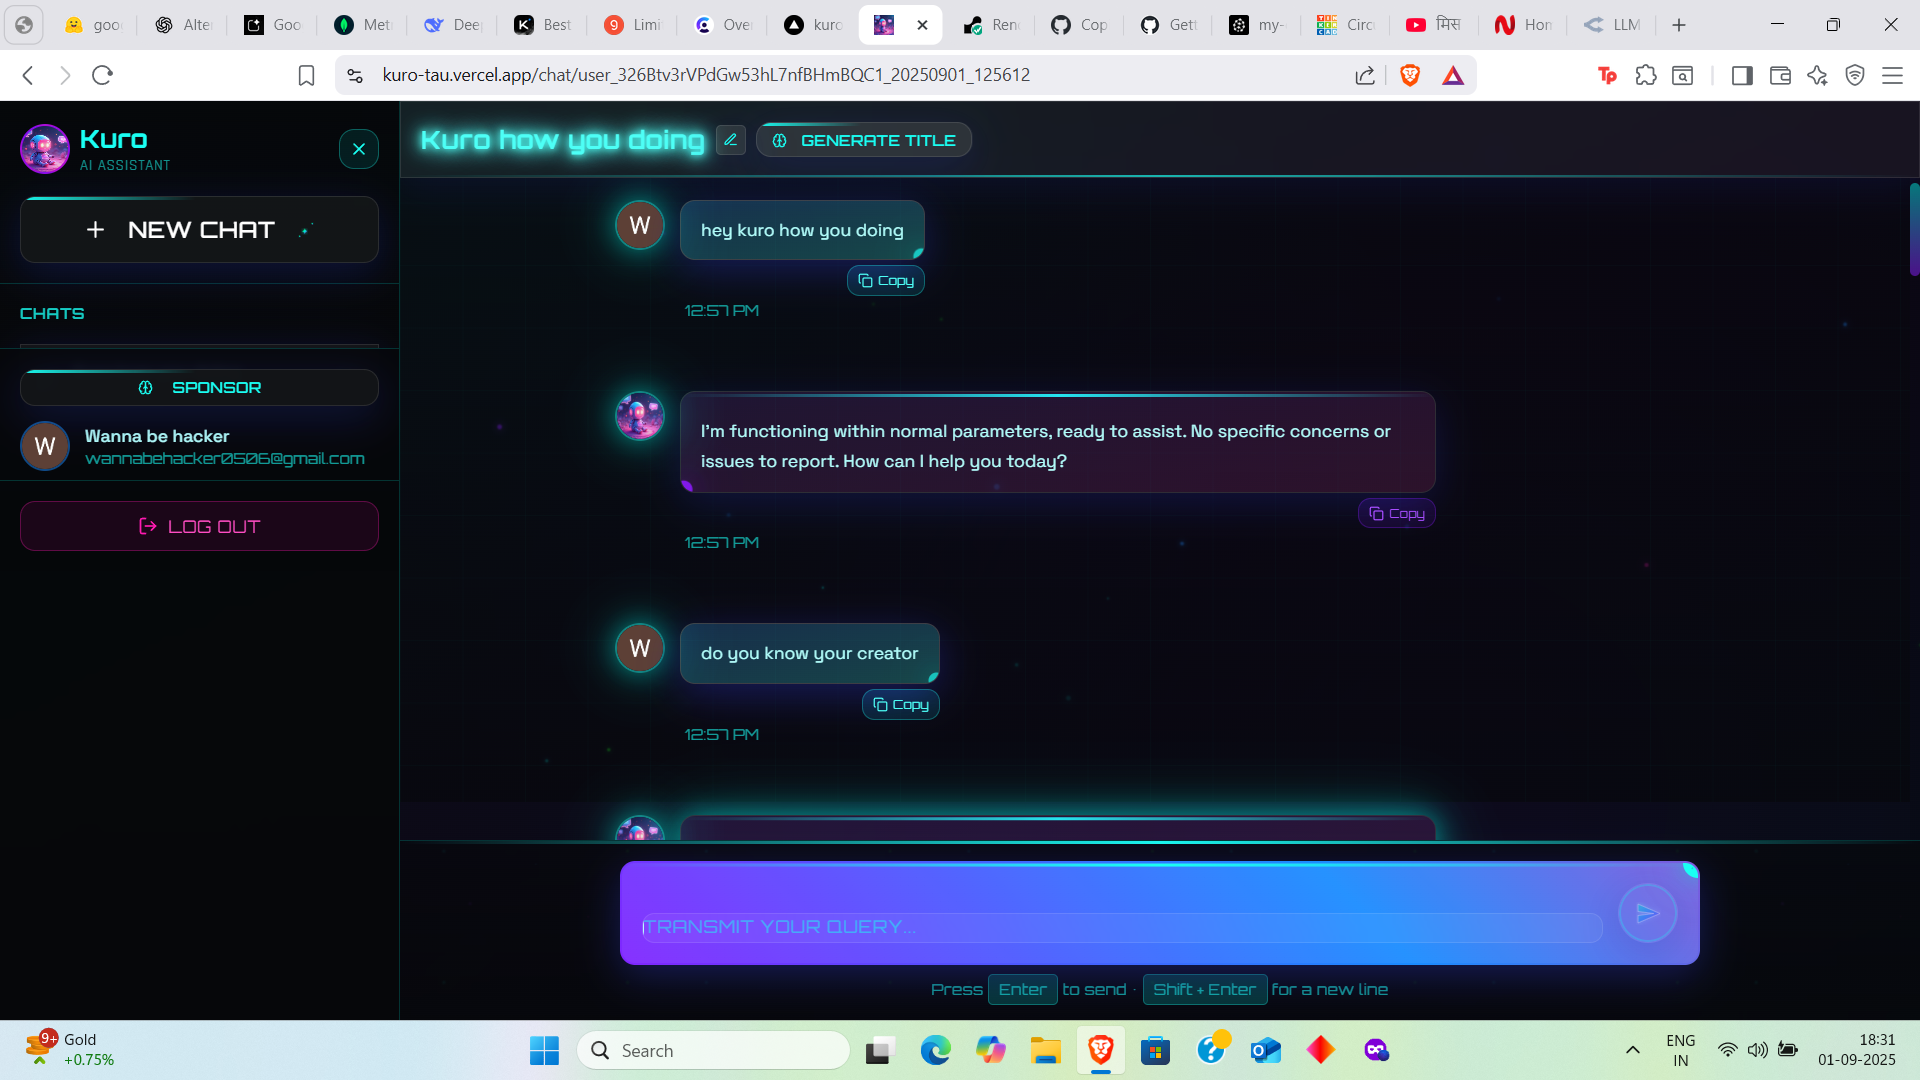 goo
Alte
Goo
Met
Dee
Best
Limi
Over
kuro
Ren
Cop
Gett
my-
Circ
मिस
Hon
LLM
kuro-tau.vercel.app/chat/user_326Btv3rVPdGw53hL7nfBHmBQC1_20250901_125612
Kuro
AI ASSISTANT
NEW CHAT
CHATS
SPONSOR
W
Wanna be hacker
wannabehacker0506@gmail.com
LOG OUT
Kuro how you doing
GENERATE TITLE
W
hey kuro how you doing
Copy
12:57 PM
I'm functioning within normal parameters, ready to assist. No specific concerns or
issues to report. How can I help you today?
Copy
12:57 PM
W
do you know your creator
Copy
12:57 PM
TRANSMIT YOUR QUERY...
Press Enter to send · Shift + Enter for a new line
9+
Gold
+0.75%
Search
ENG
IN
18:31
01-09-2025